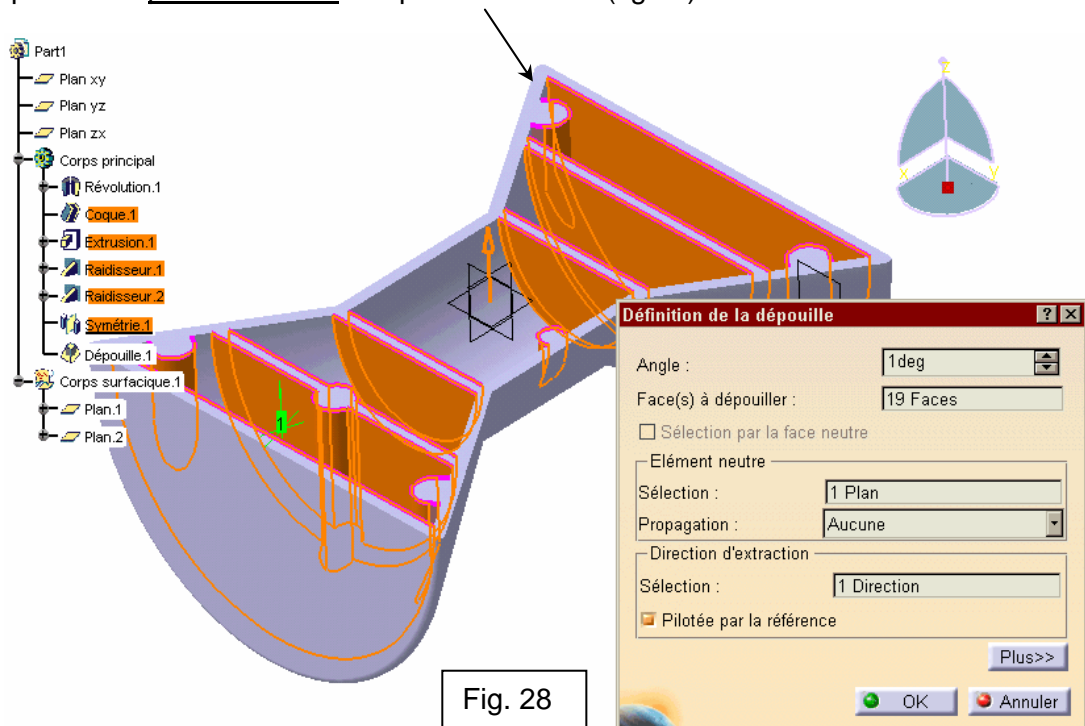 Part1
Plan xy
Plan yz
Plan zx
Corps principal
Révolution.1
Coque.1
Extrusion.1
Raidisseur.1
Raidisseur.2
Symétrie.1
Dépouille.1
Corps surfacique.1
Plan.1
Plan.2
1
Z
X
Y
Définition de la dépouille
Angle : 1deg
Face(s) à dépouiller : 19 Faces
Sélection par la face neutre
Elément neutre
Sélection : 1 Plan
Propagation : Aucune
Direction d'extraction
Sélection : 1 Direction
Pilotée par la référence
Plus>>
OK Annuler
Fig. 28